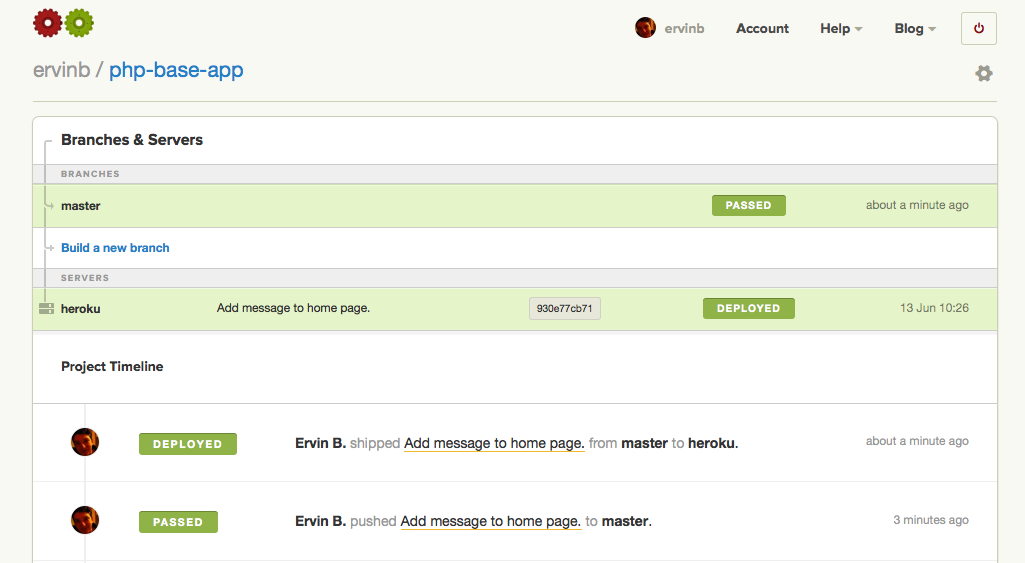 ervinb Account Help Blog
ervinb / php-base-app
Branches & Servers
BRANCHES
master PASSED about a minute ago
Build a new branch
SERVERS
heroku Add message to home page. 930e77cb71 DEPLOYED 13 Jun 10:26
Project Timeline
DEPLOYED Ervin B. shipped Add message to home page. from master to heroku. about a minute ago
PASSED Ervin B. pushed Add message to home page. to master. 3 minutes ago